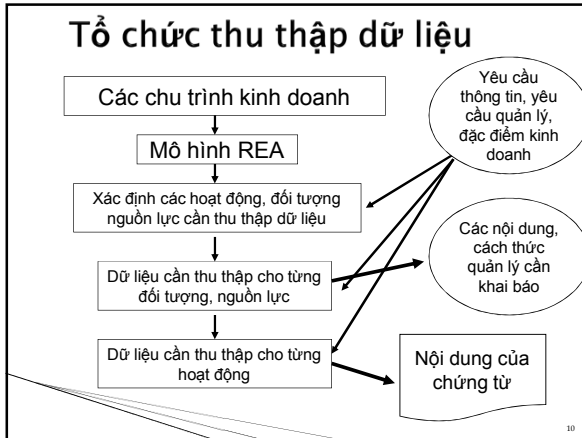 Tổ chức thu thập dữ liệu
Các chu trình kinh doanh
Mô hình REA
Xác định các hoạt động, đối tượng
nguồn lực cần thu thập dữ liệu
Dữ liệu cần thu thập cho từng
đối tượng, nguồn lực
Dữ liệu cần thu thập cho từng
hoạt động
Yêu cầu
thông tin, yêu
cầu quản lý,
đặc điểm kinh
doanh
Các nội dung,
cách thức
quản lý cần
khai báo
Nội dung của
chứng từ
10